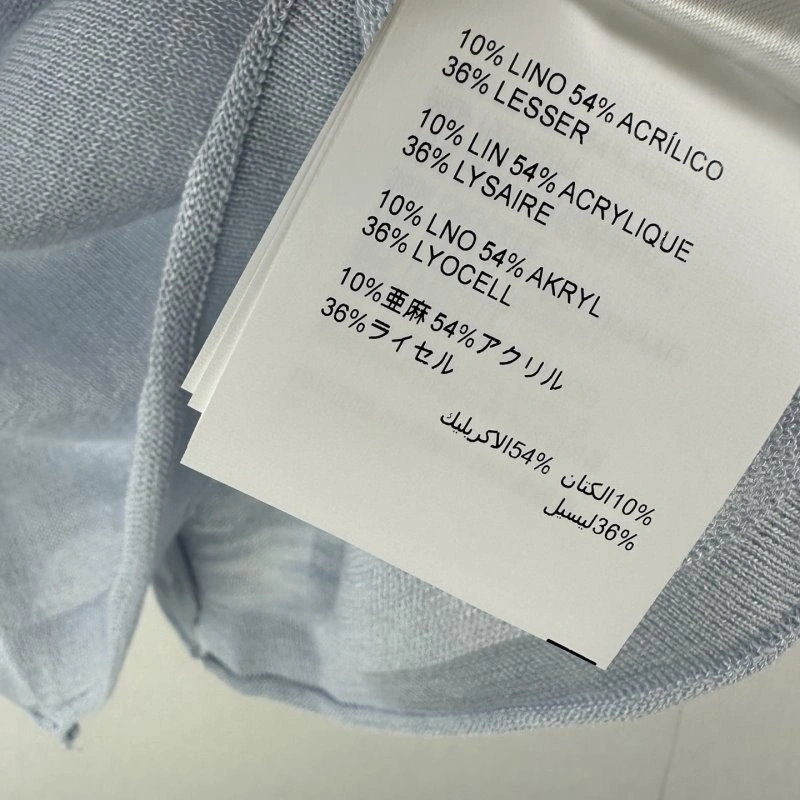 10% LINO 54% ACRÍLICO
36% LESSER
10% LIN 54% ACRYLIQUE
36% LYSAIRE
10% LNO 54% AKRYL
36% LYOCELL
10%亜麻 54%アクリル
36%ライセル
10%الكتان 54%الاكريليك
36%ليسيل